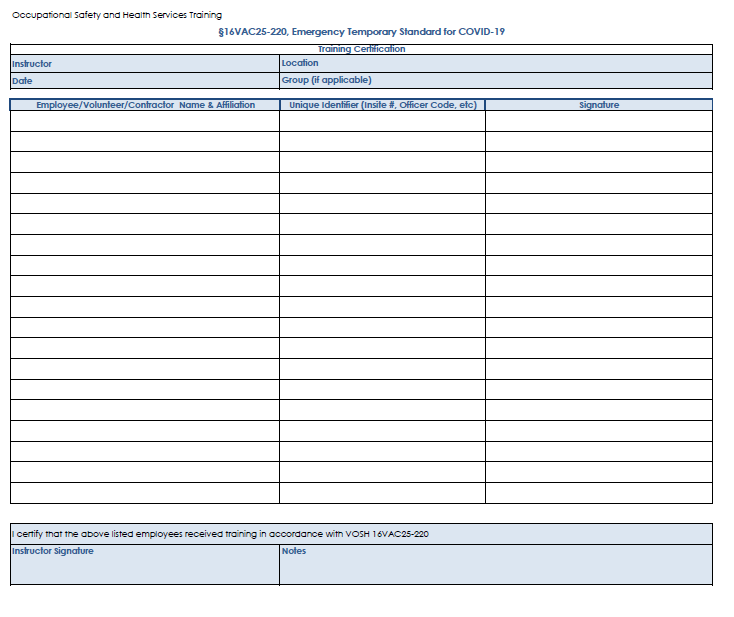 Occupational Safety and Health Services Training
§16VAC25-220, Emergency Temporary Standard for COVID-19
Training Certification
Instructor Location
Date Group (if applicable)
Employee/Volunteer/Contractor Name & Affiliation Unique Identifier (Insite #, Officer Code, etc) Signature
I certify that the above listed employees received training in accordance with VOSH 16VAC25-220
Instructor Signature Notes